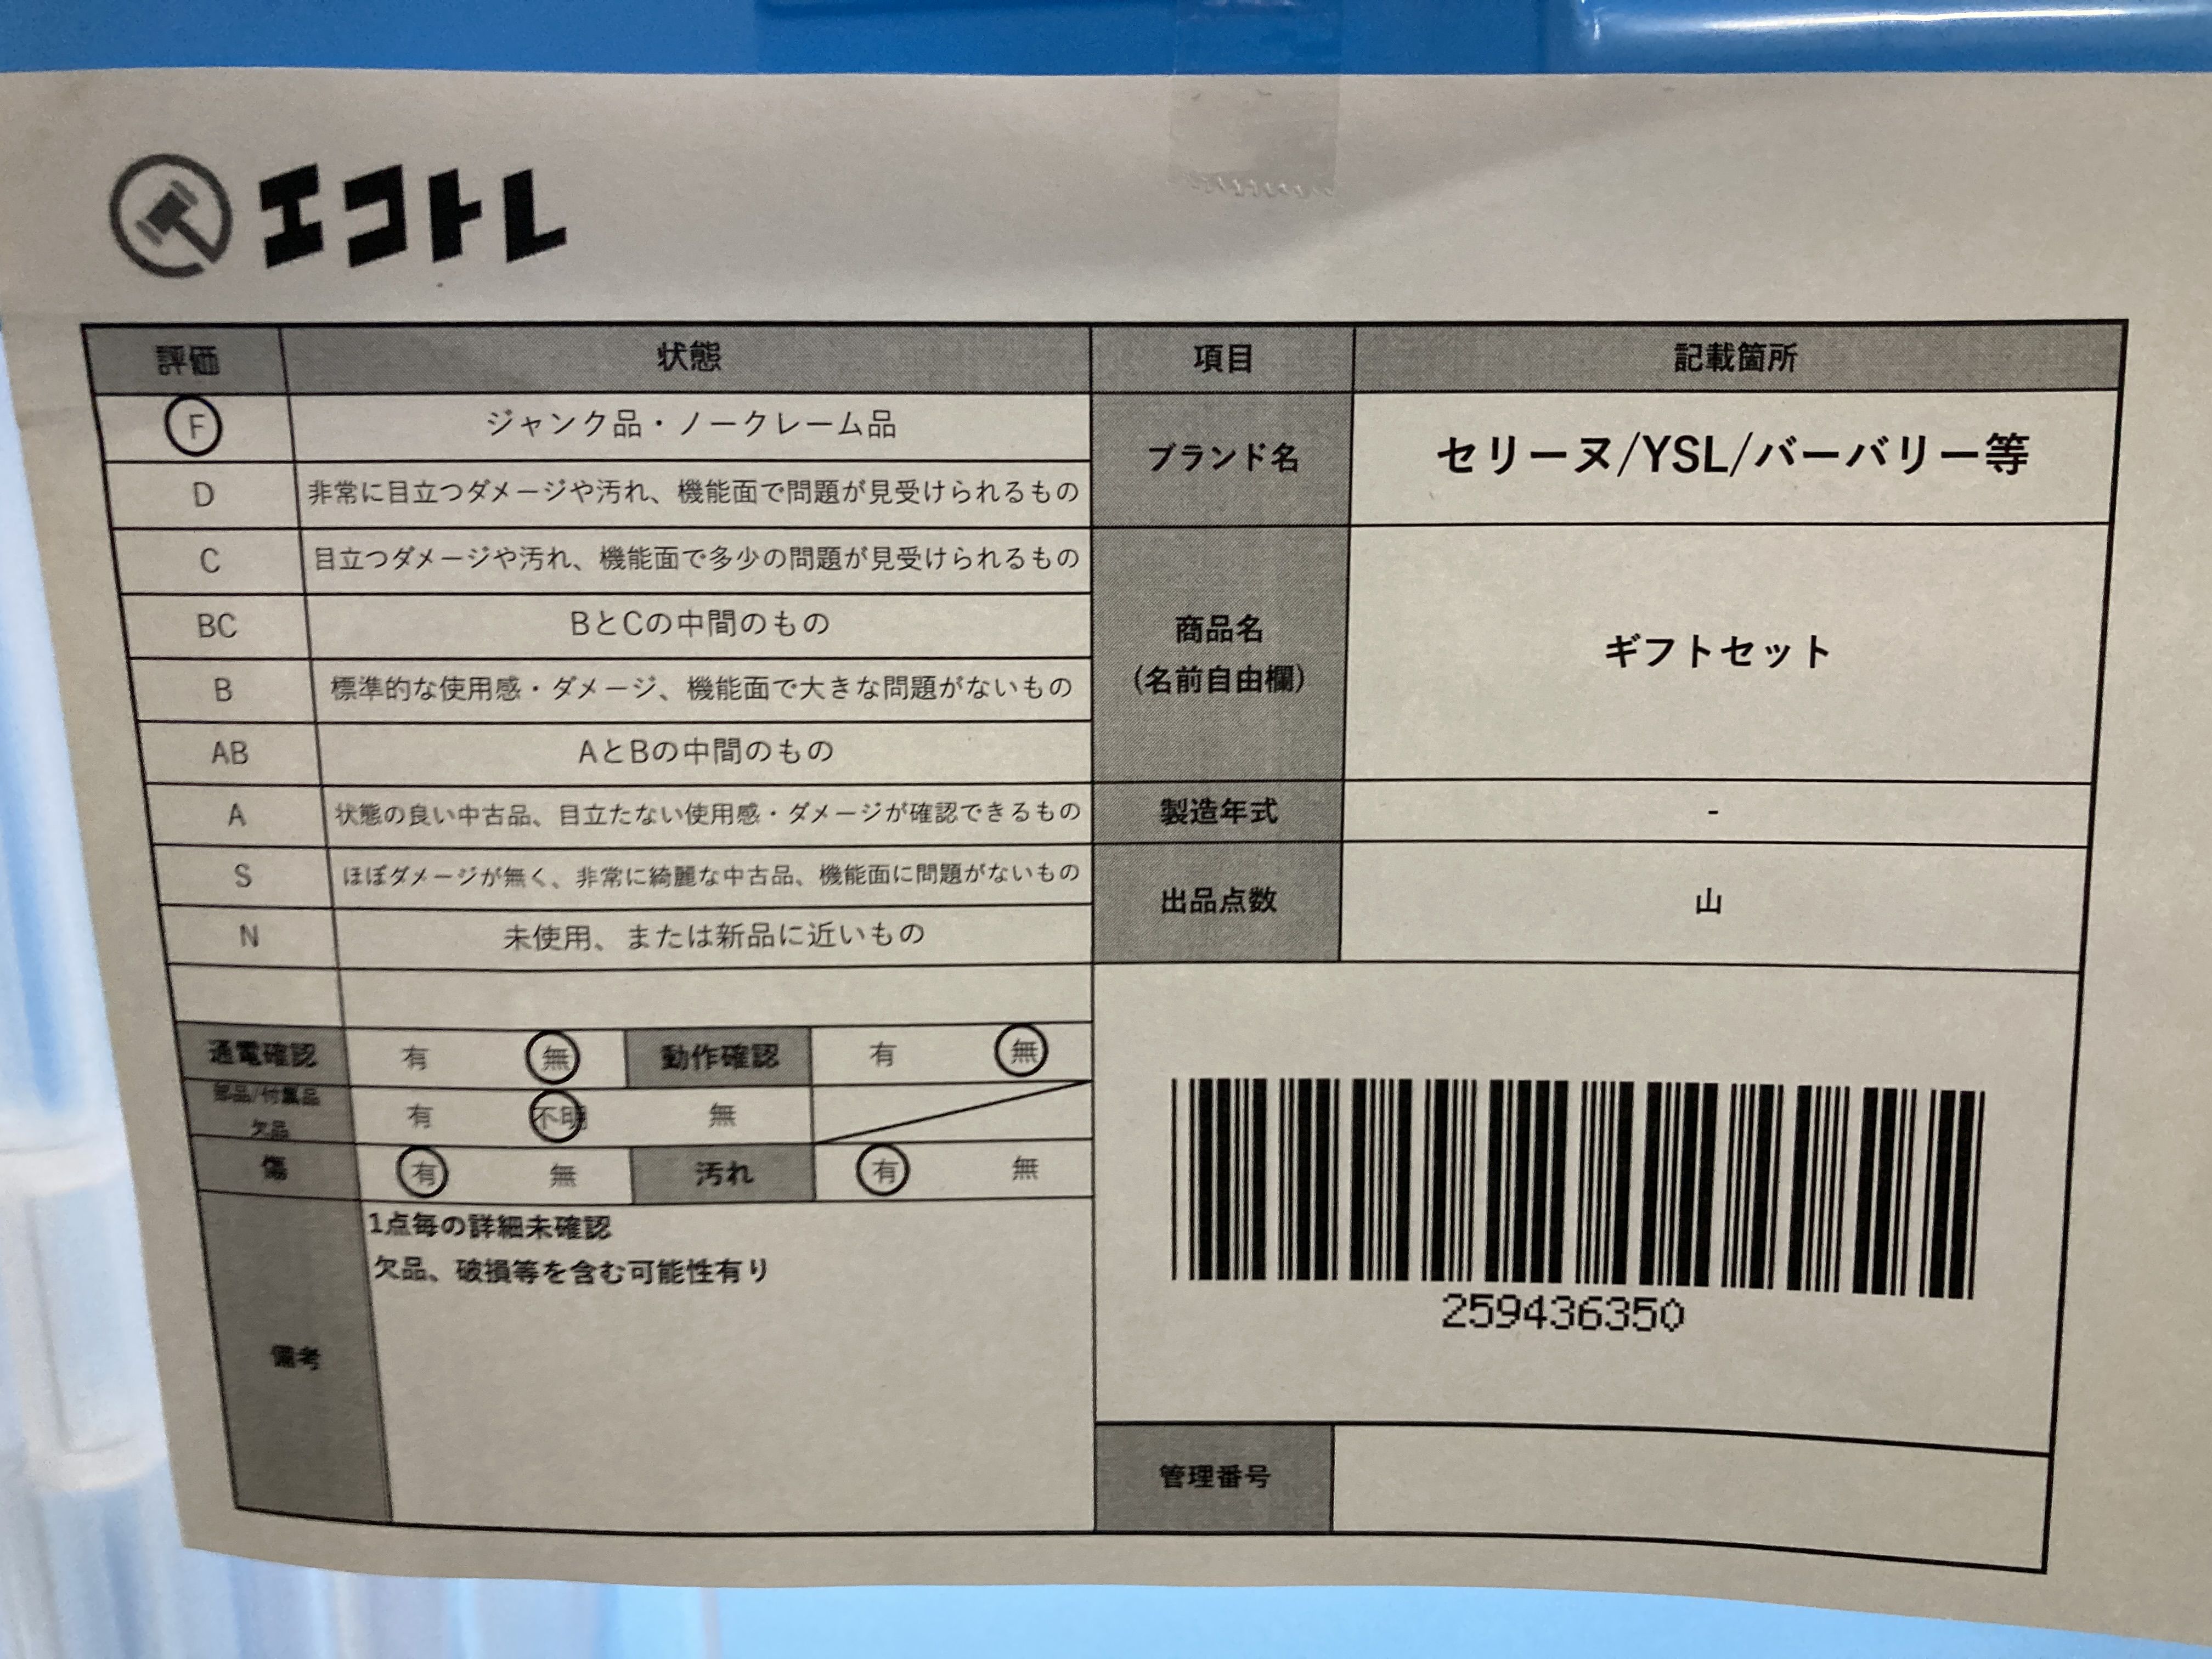 エコトレ
評価 状態 項目 記載箇所
F ジャンク品・ノークレーム品
D 非常に目立つダメージや汚れ、機能面で問題が見受けられるもの
C 目立つダメージや汚れ、機能面で多少の問題が見受けられるもの
BC BとCの中間のもの
B 標準的な使用感・ダメージ、機能面で大きな問題がないもの
AB AとBの中間のもの
A 状態の良い中古品、目立たない使用感・ダメージが確認できるもの
S ほぼダメージが無く、非常に綺麗な中古品、機能面に問題がないもの
N 未使用、または新品に近いもの
通電確認 有 無 動作確認 有 無
部品/付属品
欠品 有 不明 無
傷 有 無 汚れ 有 無
備考
1点毎の詳細未確認
欠品、破損等を含む可能性有り
ブランド名 セリーヌ/YSL/バーバリー等
商品名
(名前自由欄)
ギフトセット
製造年式 -
出品点数 山
259436350
管理番号